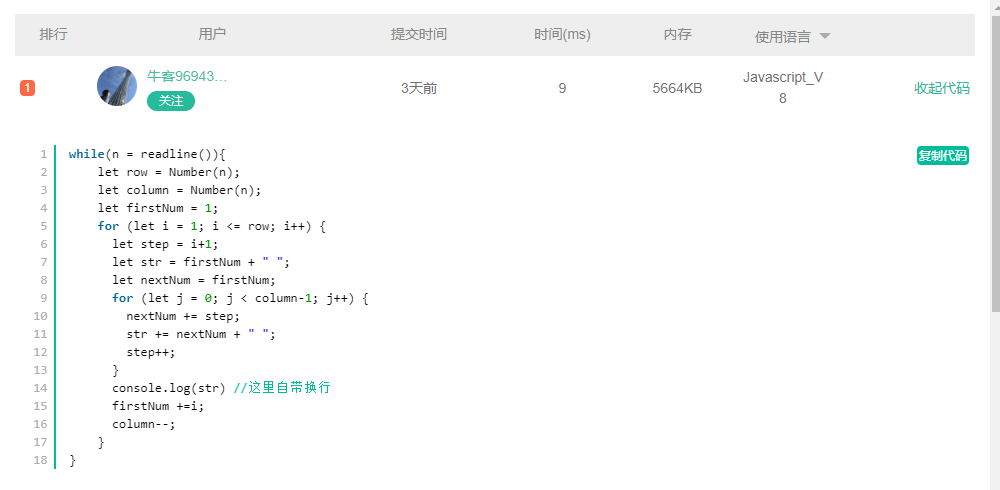 排行 用户 提交时间 时间(ms) 内存 使用语言
1 牛客96943... 关注 3天前 9 5664KB Javascript_V8 收起代码
复制代码
1 while(n = readline()){
2     let row = Number(n);
3     let column = Number(n);
4     let firstNum = 1;
5     for (let i = 1; i <= row; i++) {
6       let step = i+1;
7       let str = firstNum + " ";
8       let nextNum = firstNum;
9       for (let j = 0; j < column-1; j++) {
10         nextNum += step;
11         str += nextNum + " ";
12         step++;
13       }
14       console.log(str) //这里自带换行
15       firstNum +=i;
16       column--;
17     }
18 }